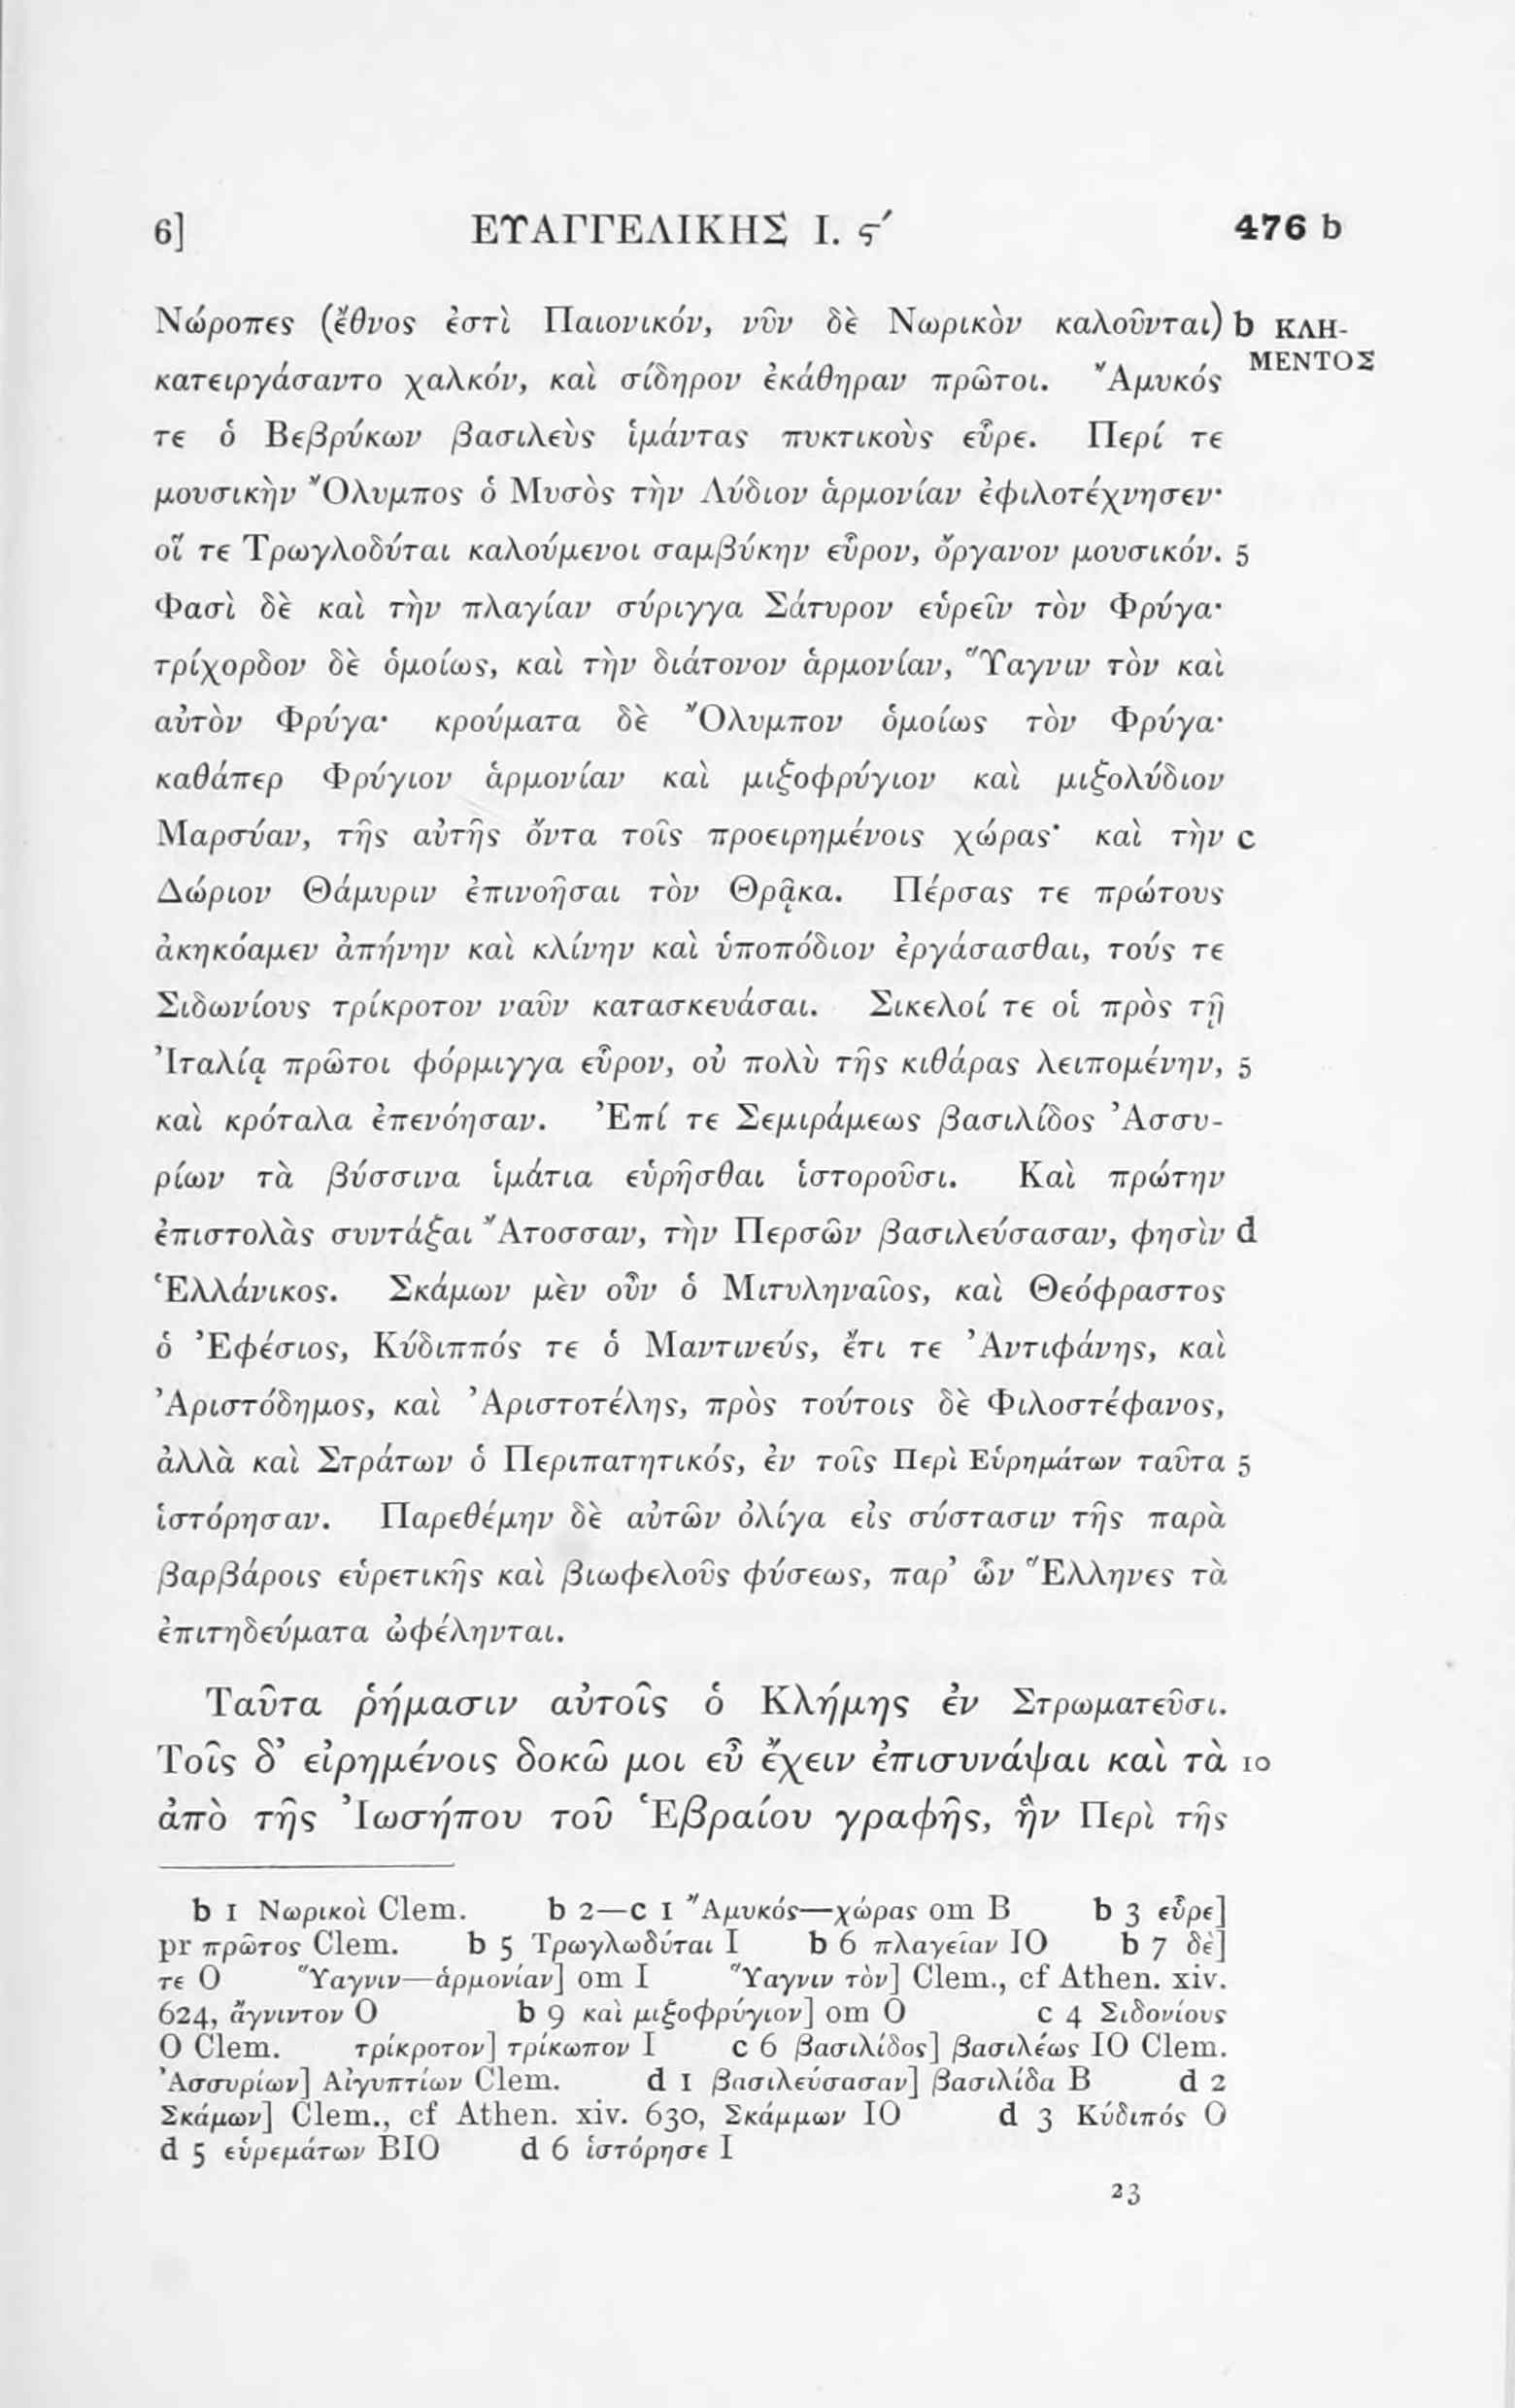 6] ΕΥΑΓΓΕΛΙΚΗΣ Ι. ϛ′ 476 b
Νώροπες (ἔθνος ἐστὶ Παιονικόν, νῦν δὲ Νωρικὸν καλοῦνται) b ΚΛΗ-
ΜΕΝΤΟΣ
κατειργάσαντο χαλκόν, καὶ σίδηρον ἐκάθηραν πρῶτοι. Ἄμυκός
τε ὁ Βεβρύκων βασιλεὺς ἱμάντας πυκτικοὺς εὗρε. Περί τε
μουσικὴν Ὄλυμπος ὁ Μυσὸς τὴν Λύδιον ἁρμονίαν ἐφιλοτέχνησεν·
οἵ τε Τρωγλοδύται καλούμενοι σαμβύκην εὗρον, ὄργανον μουσικόν. 5
Φασὶ δὲ καὶ τὴν πλαγίαν σύριγγα Σάτυρον εὑρεῖν τὸν Φρύγα·
τρίχορδον δὲ ὁμοίως, καὶ τὴν διάτονον ἁρμονίαν, Ὕαγνιν τὸν καὶ
αὐτὸν Φρύγα· κρούματα δὲ Ὄλυμπον ὁμοίως τὸν Φρύγα·
καθάπερ Φρύγιον ἁρμονίαν καὶ μιξοφρύγιον καὶ μιξολύδιον
Μαρσύαν, τῆς αὐτῆς ὄντα τοῖς προειρημένοις χώρας· καὶ τὴν c
Δώριον Θάμυριν ἐπινοῆσαι τὸν Θρᾷκα. Πέρσας τε πρώτους
ἀκηκόαμεν ἀπήνην καὶ κλίνην καὶ ὑποπόδιον ἐργάσασθαι, τούς τε
Σιδωνίους τρίκροτον ναῦν κατασκευάσαι. Σικελοί τε οἱ πρὸς τῇ
Ἰταλίᾳ πρῶτοι φόρμιγγα εὗρον, οὐ πολὺ τῆς κιθάρας λειπομένην, 5
καὶ κρόταλα ἐπενόησαν. Ἐπί τε Σεμιράμεως βασιλίδος Ἀσσυ-
ρίων τὰ βύσσινα ἱμάτια εὑρῆσθαι ἱστοροῦσι. Καὶ πρώτην
ἐπιστολὰς συντάξαι Ἄτοσσαν, τὴν Περσῶν βασιλεύσασαν, φησὶν d
Ἑλλάνικος. Σκάμων μὲν οὖν ὁ Μιτυληναῖος, καὶ Θεόφραστος
ὁ Ἐφέσιος, Κύδιππός τε ὁ Μαντινεύς, ἔτι τε Ἀντιφάνης, καὶ
Ἀριστόδημος, καὶ Ἀριστοτέλης, πρὸς τούτοις δὲ Φιλοστέφανος,
ἀλλὰ καὶ Στράτων ὁ Περιπατητικός, ἐν τοῖς Περὶ Εὑρημάτων ταῦτα 5
ἱστόρησαν. Παρεθέμην δὲ αὐτῶν ὀλίγα εἰς σύστασιν τῆς παρὰ
βαρβάροις εὑρετικῆς καὶ βιωφελοῦς φύσεως, παρ’ ὧν Ἕλληνες τὰ
ἐπιτηδεύματα ὠφέληνται.
Ταῦτα ῥήμασιν αὐτοῖς ὁ Κλήμης ἐν Στρωματεῦσι.
Τοῖς δ’ εἰρημένοις δοκῶ μοι εὖ ἔχειν ἐπισυνάψαι καὶ τὰ 10
ἀπὸ τῆς Ἰωσήπου τοῦ Ἑβραίου γραφῆς, ἣν Περὶ τῆς
b 1 Νωρικοὶ Clem. b 2—c 1 Ἄμυκός—χώρας om B b 3 εὗρε]
pr πρῶτος Clem. b 5 Τρωγλωδύται I b 6 πλαγεῖαν IO b 7 δὲ]
τε O Ὕαγνιν—ἁρμονίαν] om I Ὕαγνιν τὸν] Clem., cf Athen. xiv.
624, ἄγνιντον O b 9 καὶ μιξοφρύγιον] om O c 4 Σιδονίους
O Clem. τρίκροτον] τρίκωπον I c 6 βασιλίδος] βασιλέως IO Clem.
Ἀσσυρίων] Αἰγυπτίων Clem. d 1 βασιλεύσασαν] βασιλίδα B d 2
Σκάμων] Clem., cf Athen. xiv. 630, Σκάμμων IO d 3 Κύδιπός O
d 5 εὑρεμάτων BIO d 6 ἱστόρησε I
23